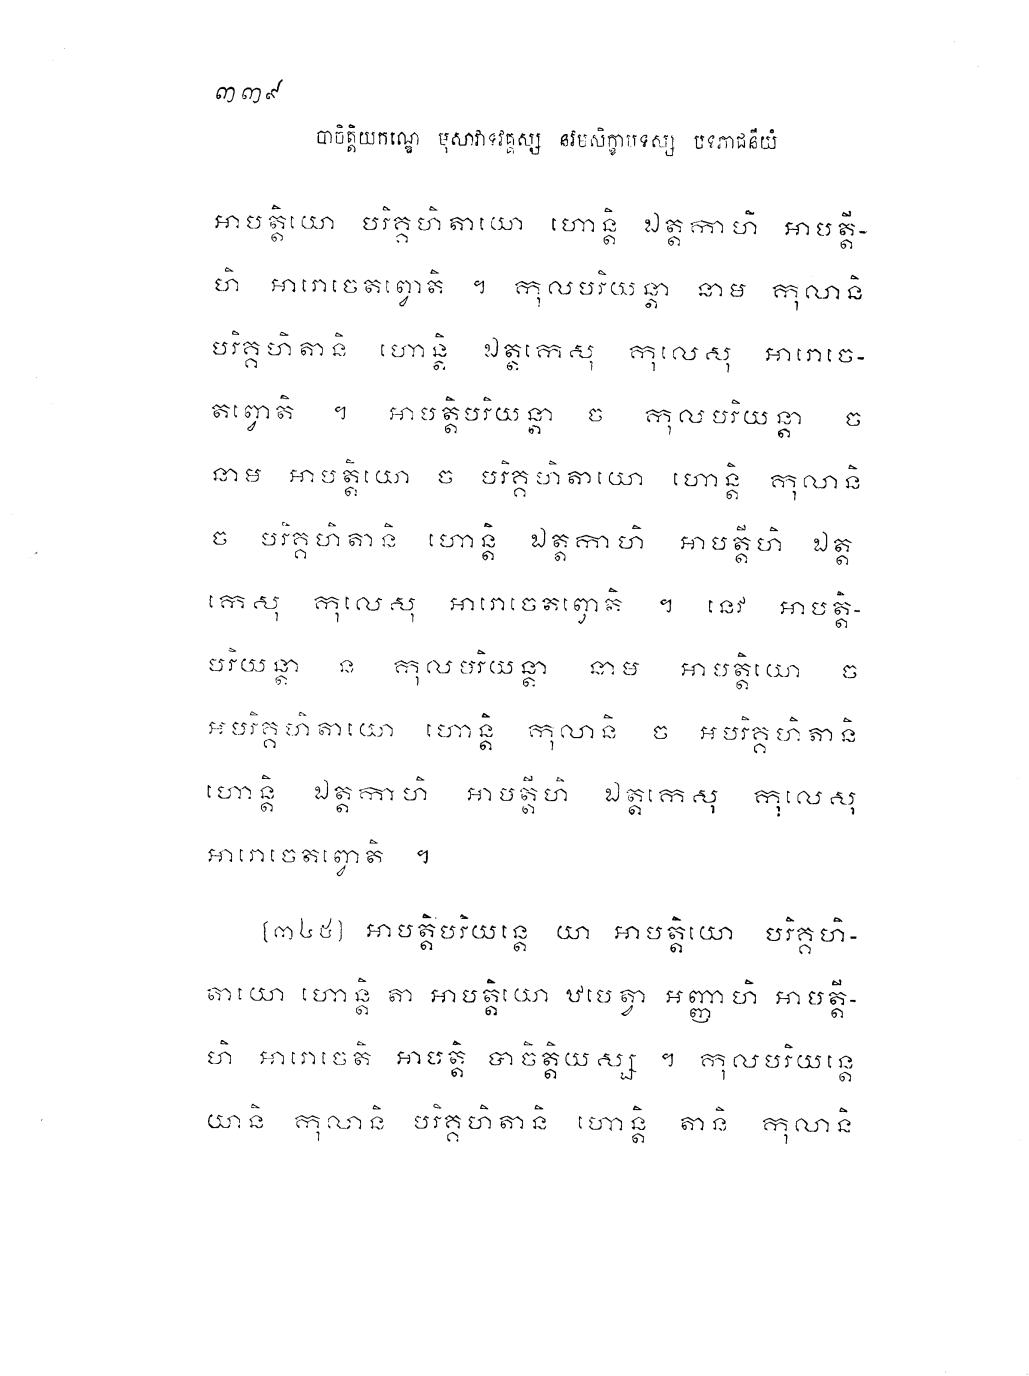 ៣៣៩
បាចិត្តិយកណ្ឌេ មុសាវាទវគ្គស្ស នវមសិក្ខាបទស្ស បទភាជនីយំ
អាបត្តិយោ បរិគ្គហិតាយោ ហោន្តិ ឯត្តកាហិ អាបត្តី-
ហិ អារោចេតព្វោតិ ។ កុលបរិយន្តា នាម កុលានិ
បរិគ្គហិតានិ ហោន្តិ ឯត្តកេសុ កុលេសុ អារោចេ-
តព្វោតិ ។ អាបត្តិបរិយន្តា ច កុលបរិយន្តា ច
នាម អាបត្តិយោ ច បរិគ្គហិតាយោ ហោន្តិ កុលានិ
ច បរិគ្គហិតានិ ហោន្តិ ឯត្តកាហិ អាបត្តីហិ ឯត្ត
កេសុ កុលេសុ អារោចេតព្វោតិ ។ នេវ អាបត្តិ-
បរិយន្តា ន កុលបរិយន្តា នាម អាបត្តិយោ ច
អបរិគ្គហិតាយោ ហោន្តិ កុលានិ ច អបរិគ្គហិតានិ
ហោន្តិ ឯត្តកាហិ អាបត្តីហិ ឯត្តកេសុ កុលេសុ
អារោចេតព្វោតិ ។
[៣៤៥] អាបត្តិបរិយន្តេ យា អាបត្តិយោ បរិគ្គហិ-
តាយោ ហោន្តិ តា អាបត្តិយោ ឋបេត្វា អញ្ញាហិ អាបត្តី-
ហិ អារោចេតិ អាបត្តិ បាចិត្តិយស្ស ។ កុលបរិយន្តេ
យានិ កុលានិ បរិគ្គហិតានិ ហោន្តិ តានិ កុលានិ